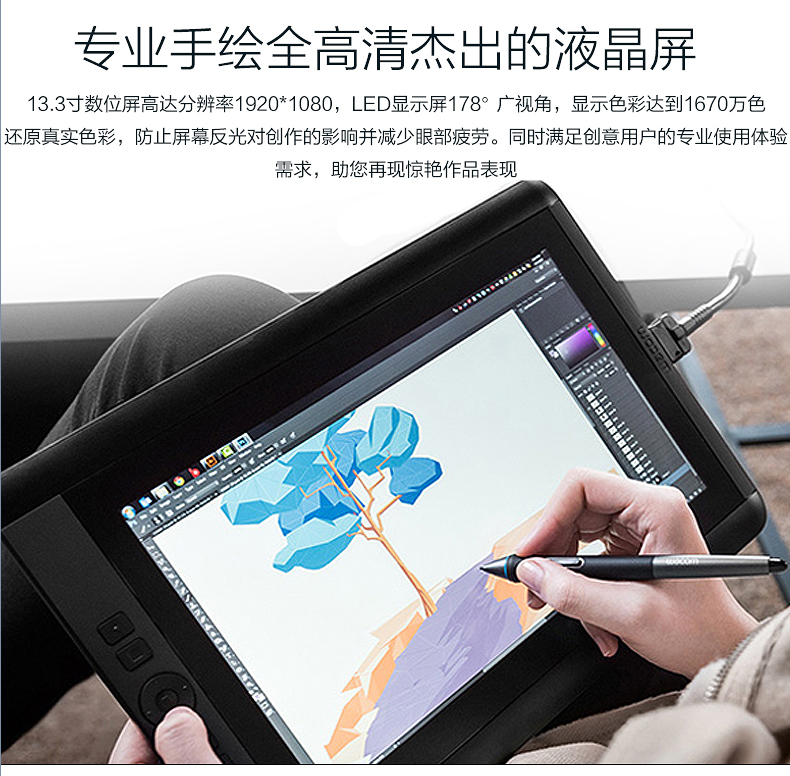 专业手绘全高清杰出的液晶屏
13.3寸数位屏高达分辨率1920*1080，LED显示屏178° 广视角，显示色彩达到1670万色
还原真实色彩，防止屏幕反光对创作的影响并减少眼部疲劳。同时满足创意用户的专业使用体验
需求，助您再现惊艳作品表现
wacom
wacom